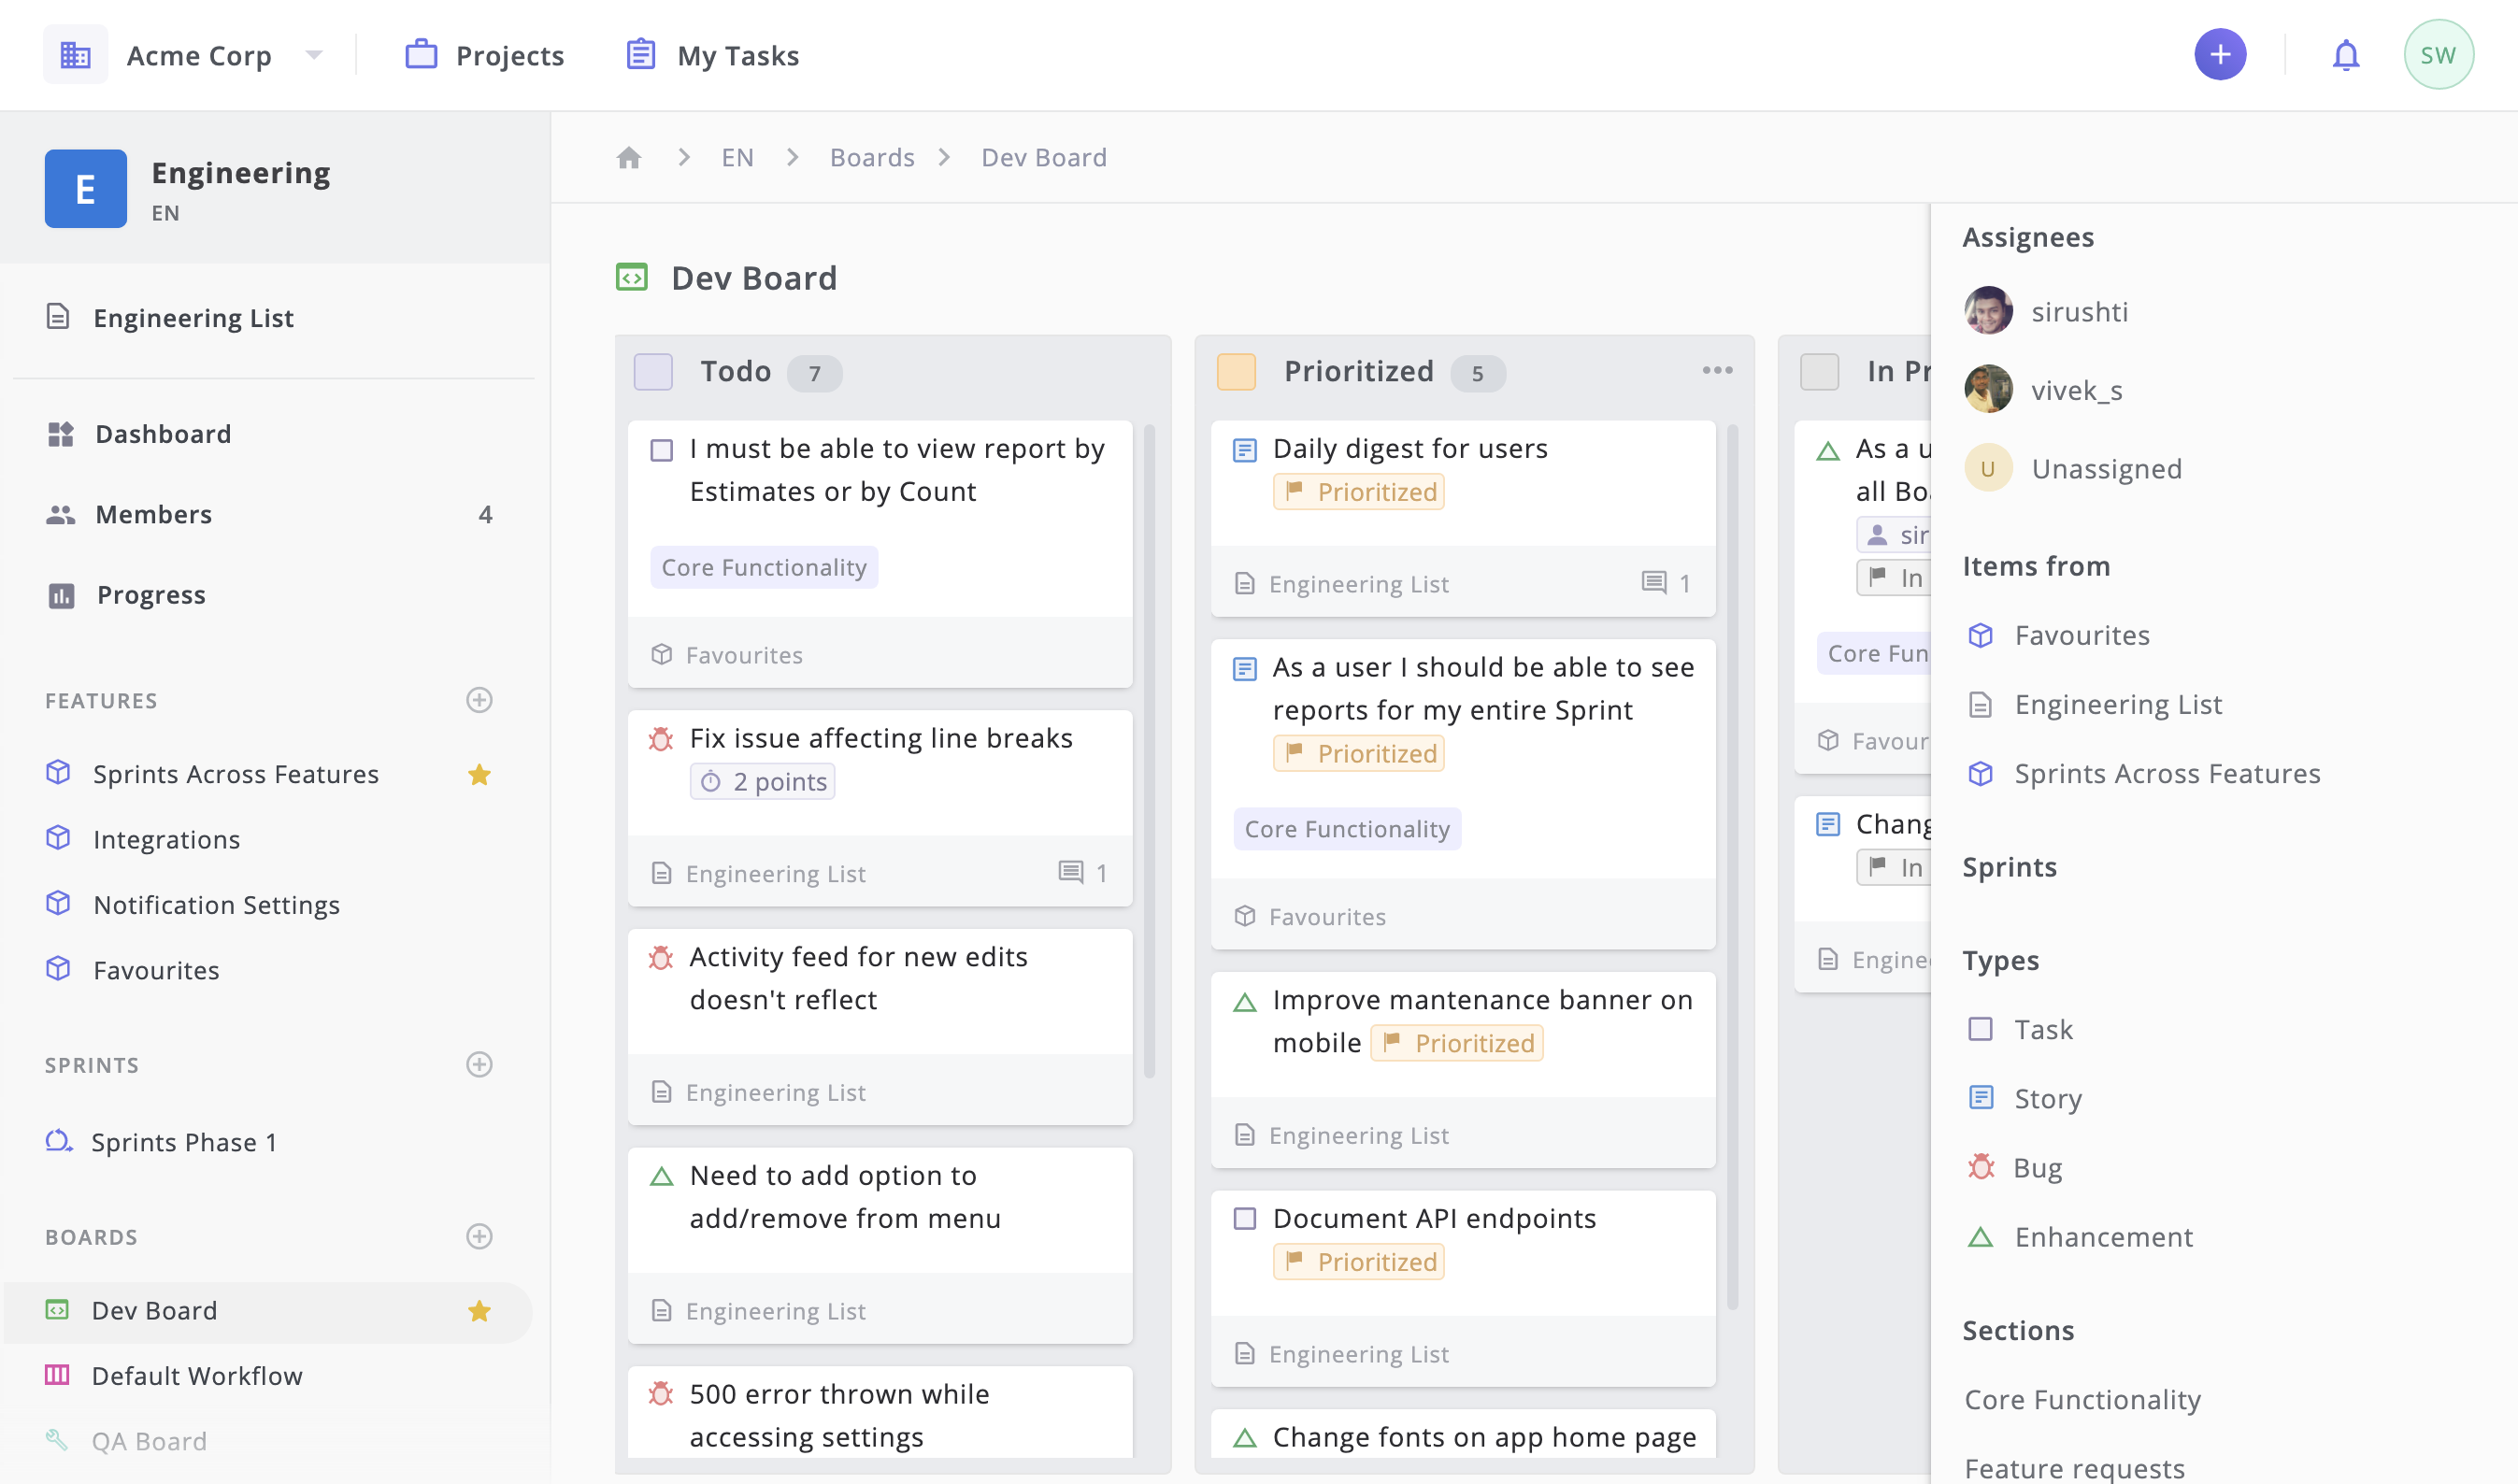 Acme Corp
Projects
My Tasks
SW
E
Engineering
EN
Engineering List
Dashboard
Members 4
Progress
FEATURES
Sprints Across Features
Integrations
Notification Settings
Favourites
SPRINTS
Sprints Phase 1
BOARDS
Dev Board
Default Workflow
QA Board
EN
Boards
Dev Board
Dev Board
Todo 7
I must be able to view report by
Estimates or by Count
Core Functionality
Favourites
Fix issue affecting line breaks
2 points
Engineering List 1
Activity feed for new edits
doesn't reflect
Engineering List
Need to add option to
add/remove from menu
Engineering List
500 error thrown while
accessing settings
Prioritized 5
Daily digest for users
Prioritized
Engineering List 1
As a user I should be able to see
reports for my entire Sprint
Prioritized
Core Functionality
Favourites
Improve mantenance banner on
mobile Prioritized
Engineering List
Document API endpoints
Prioritized
Engineering List
Change fonts on app home page
In Pr
As a u
all Boa
sir
In
Core Fun
Favour
Chang
In
Enginee
Assignees
sirushti
vivek_s
U
Unassigned
Items from
Favourites
Engineering List
Sprints Across Features
Sprints
Types
Task
Story
Bug
Enhancement
Sections
Core Functionality
Feature requests